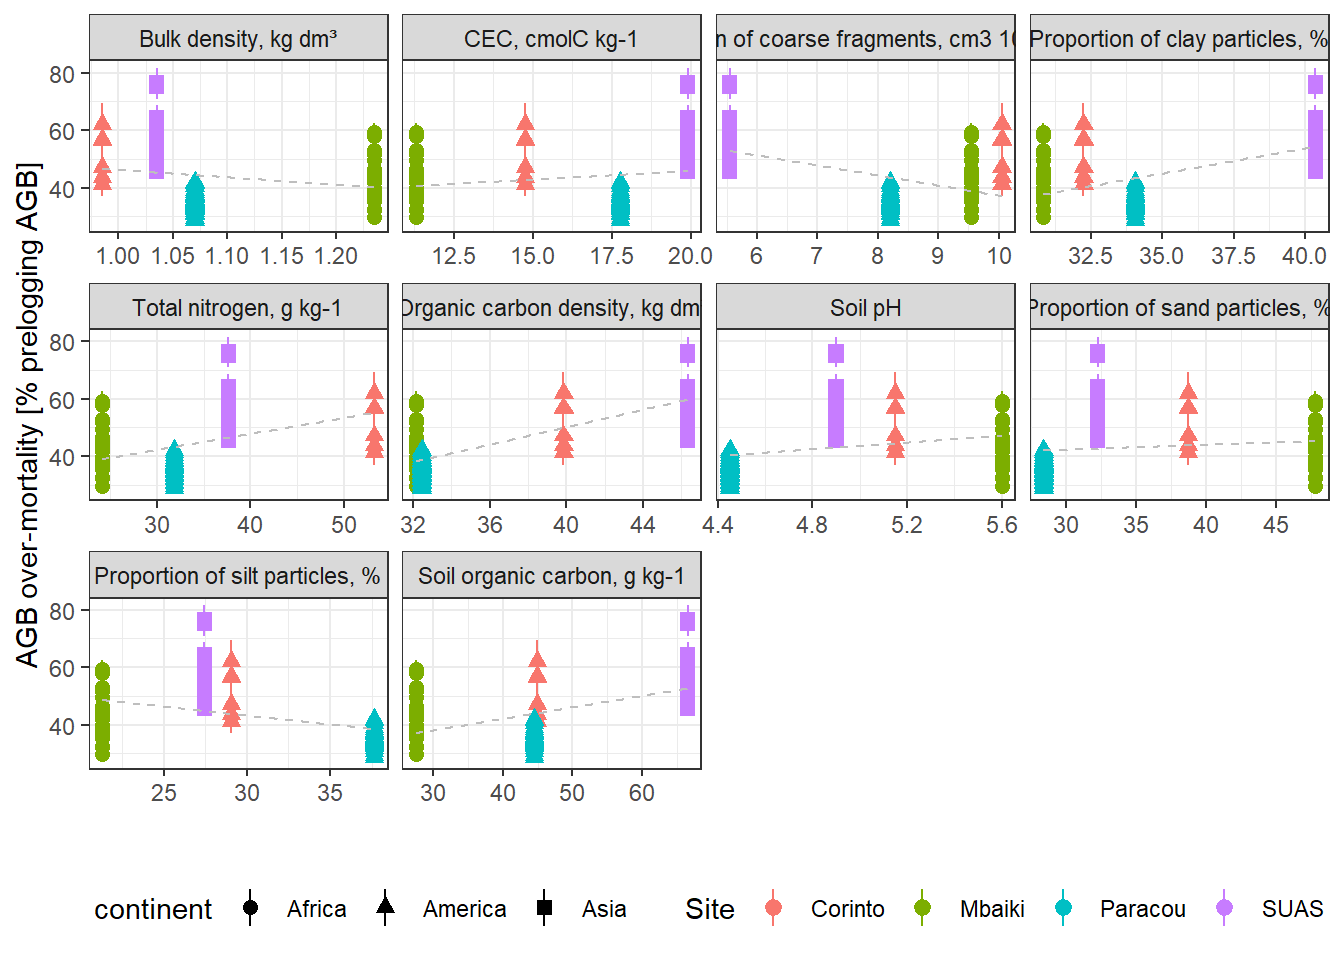 Bulk density, kg dm³ CEC, cmolC kg-1 n of coarse fragments, cm3 10 Proportion of clay particles, %
80
60
40
1.00 1.05 1.10 1.15 1.20 12.5 15.0 17.5 20.0 6 7 8 9 10 32.5 35.0 37.5 40.0
Total nitrogen, g kg-1 Organic carbon density, kg dm Soil pH Proportion of sand particles, %
80
60
40
30 40 50 32 36 40 44 4.4 4.8 5.2 5.6 30 35 40 45
Proportion of silt particles, % Soil organic carbon, g kg-1
80
60
40
25 30 35 30 40 50 60
AGB over-mortality [% prelogging AGB]
continent Africa America Asia Site Corinto Mbaiki Paracou SUAS